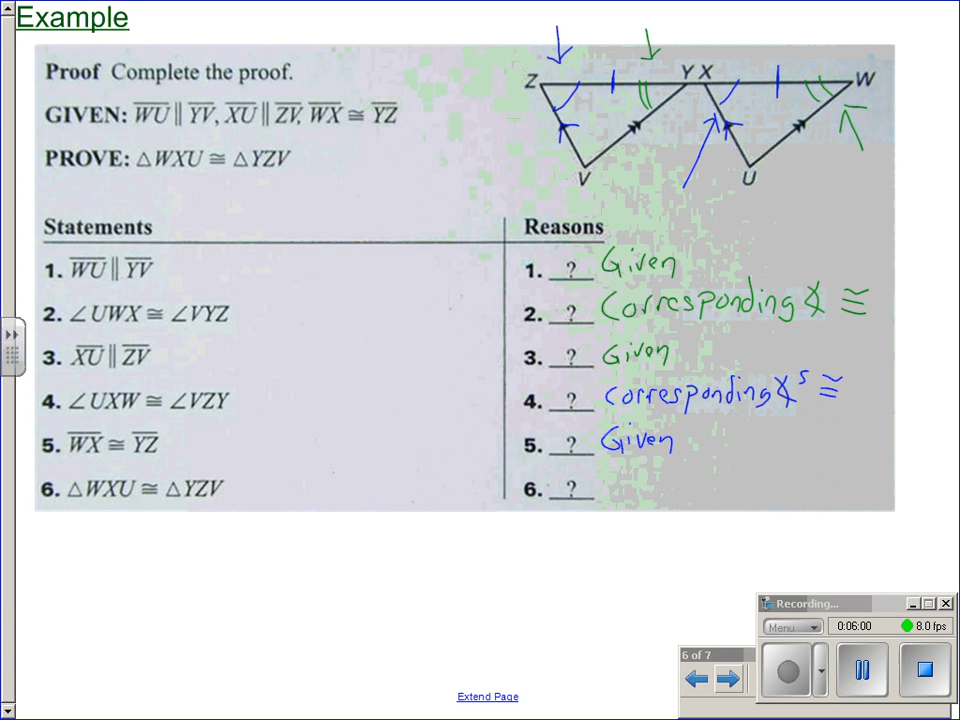 Example
Proof Complete the proof.
GIVEN: WU ∥ YV, XU ∥ ZV, WX ≅ YZ
PROVE: △WXU ≅ △YZV
Z Y X W
V U
Statements Reasons
1. WU ∥ YV 1. ? Given
2. ∠UWX ≅ ∠VYZ 2. ? Corresponding ∡ ≅
3. XU ∥ ZV 3. ? Given
4. ∠UXW ≅ ∠VZY 4. ? corresponding ∡s ≅
5. WX ≅ YZ 5. ? Given
6. △WXU ≅ △YZV 6. ?
Recording...
Menu 0:06:00 8.0 fps
6 of 7
Extend Page